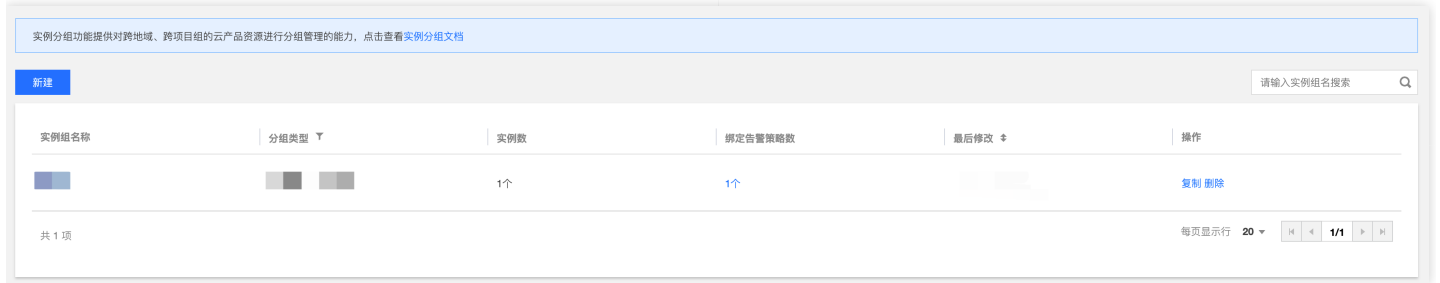 实例分组功能提供对跨地域、跨项目组的云产品资源进行分组管理的能力，点击查看实例分组文档
新建
请输入实例组名搜索
实例组名称 分组类型 实例数 绑定告警策略数 最后修改 操作
1个 1个 复制 删除
共 1 项 每页显示行 20 1/1